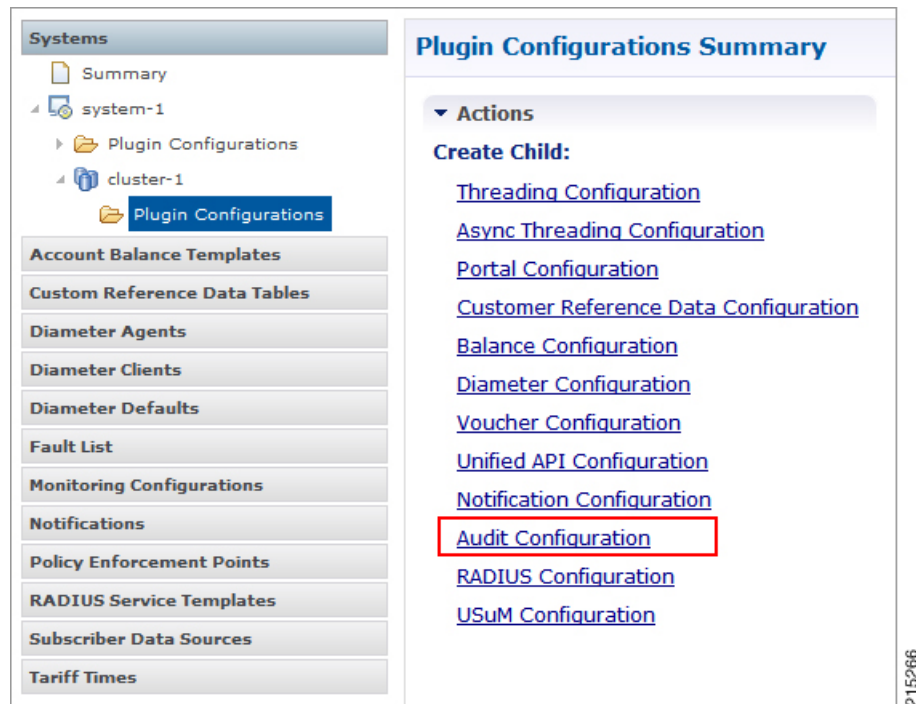 Systems
Summary
system-1
Plugin Configurations
cluster-1
Plugin Configurations
Account Balance Templates
Custom Reference Data Tables
Diameter Agents
Diameter Clients
Diameter Defaults
Fault List
Monitoring Configurations
Notifications
Policy Enforcement Points
RADIUS Service Templates
Subscriber Data Sources
Tariff Times
Plugin Configurations Summary
Actions
Create Child:
Threading Configuration
Async Threading Configuration
Portal Configuration
Customer Reference Data Configuration
Balance Configuration
Diameter Configuration
Voucher Configuration
Unified API Configuration
Notification Configuration
Audit Configuration
RADIUS Configuration
USuM Configuration
215266